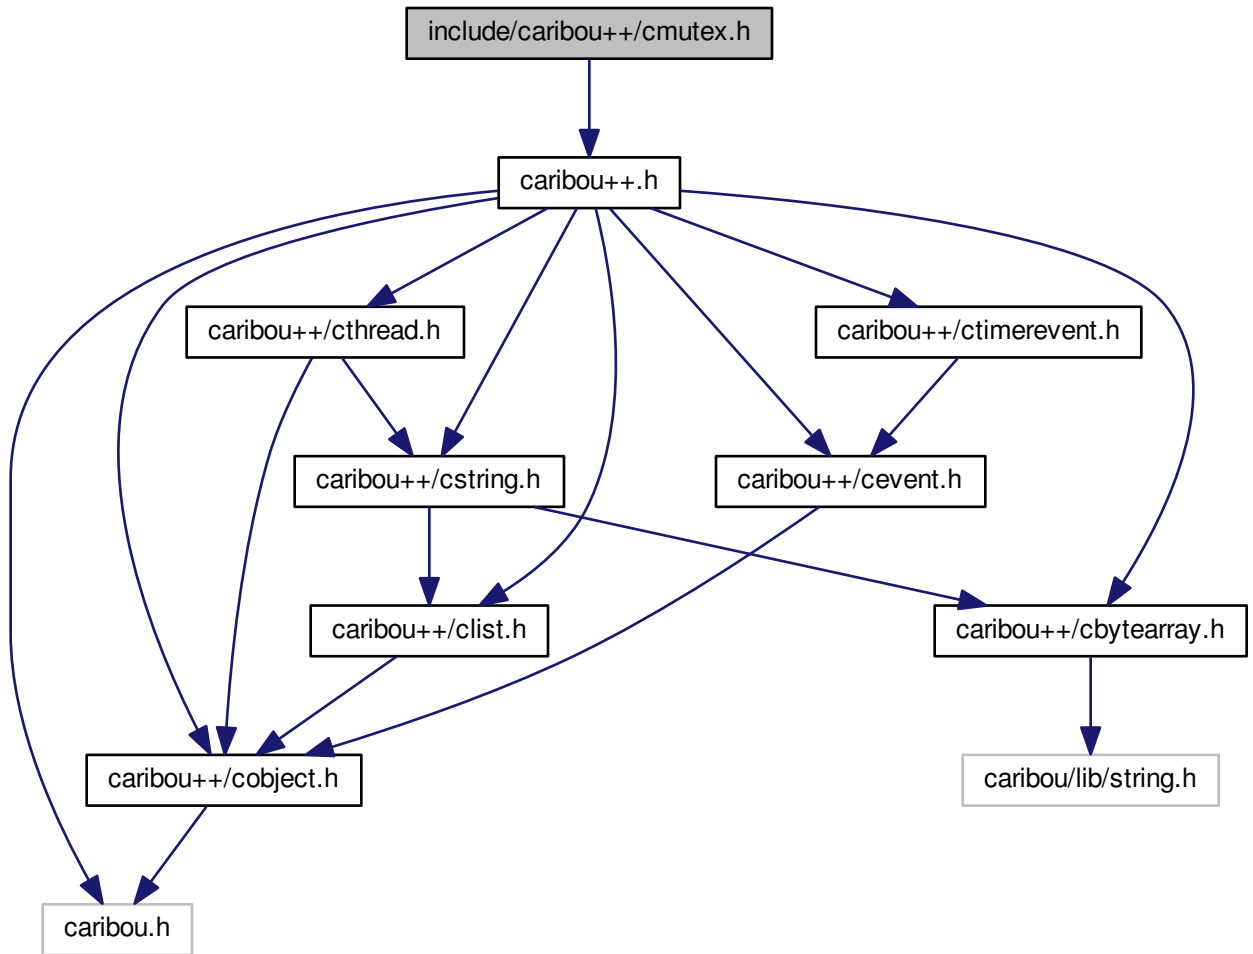 include/caribou++/cmutex.h
caribou++.h
caribou++/cthread.h
caribou++/ctimerevent.h
caribou++/cstring.h
caribou++/cevent.h
caribou++/clist.h
caribou++/cbytearray.h
caribou++/cobject.h
caribou/lib/string.h
caribou.h